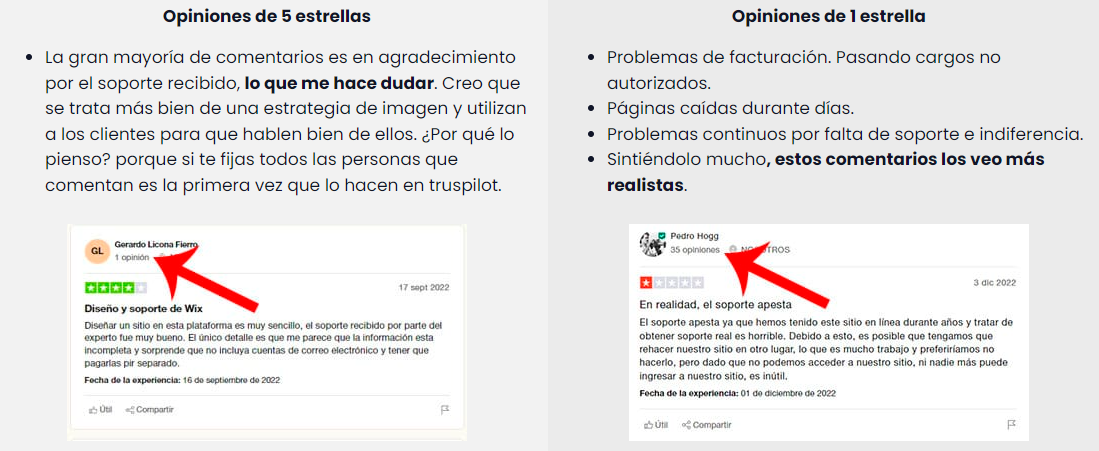 Opiniones de 5 estrellas
La gran mayoría de comentarios es en agradecimiento
por el soporte recibido, lo que me hace dudar. Creo que
se trata más bien de una estrategia de imagen y utilizan
a los clientes para que hablen bien de ellos. ¿Por qué lo
pienso? porque si te fijas todos las personas que
comentan es la primera vez que lo hacen en truspilot.
GL
Gerardo Licona Fierro
1 opinión
17 sept 2022
Diseño y soporte de Wix
Diseñar un sitio en esta plataforma es muy sencillo, el soporte recibido por parte del
experto fue muy bueno. El único detalle es que me parece que la información esta
incompleta y sorprende que no incluya cuentas de correo electrónico y tener que
pagarlas pir separado.
Fecha de la experiencia: 16 de septiembre de 2022
Útil Compartir
Opiniones de 1 estrella
Problemas de facturación. Pasando cargos no
autorizados.
Páginas caídas durante días.
Problemas continuos por falta de soporte e indiferencia.
Sintiéndolo mucho, estos comentarios los veo más
realistas.
Pedro Hogg
35 opiniones
3 dic 2022
En realidad, el soporte apesta
El soporte apesta ya que hemos tenido este sitio en línea durante años y tratar de
obtener soporte real es horrible. Debido a esto, es posible que tengamos que
rehacer nuestro sitio en otro lugar, lo que es mucho trabajo y preferiríamos no
hacerlo, pero dado que no podemos acceder a nuestro sitio, ni nadie más puede
ingresar a nuestro sitio, es inútil.
Fecha de la experiencia: 01 de diciembre de 2022
Útil Compartir